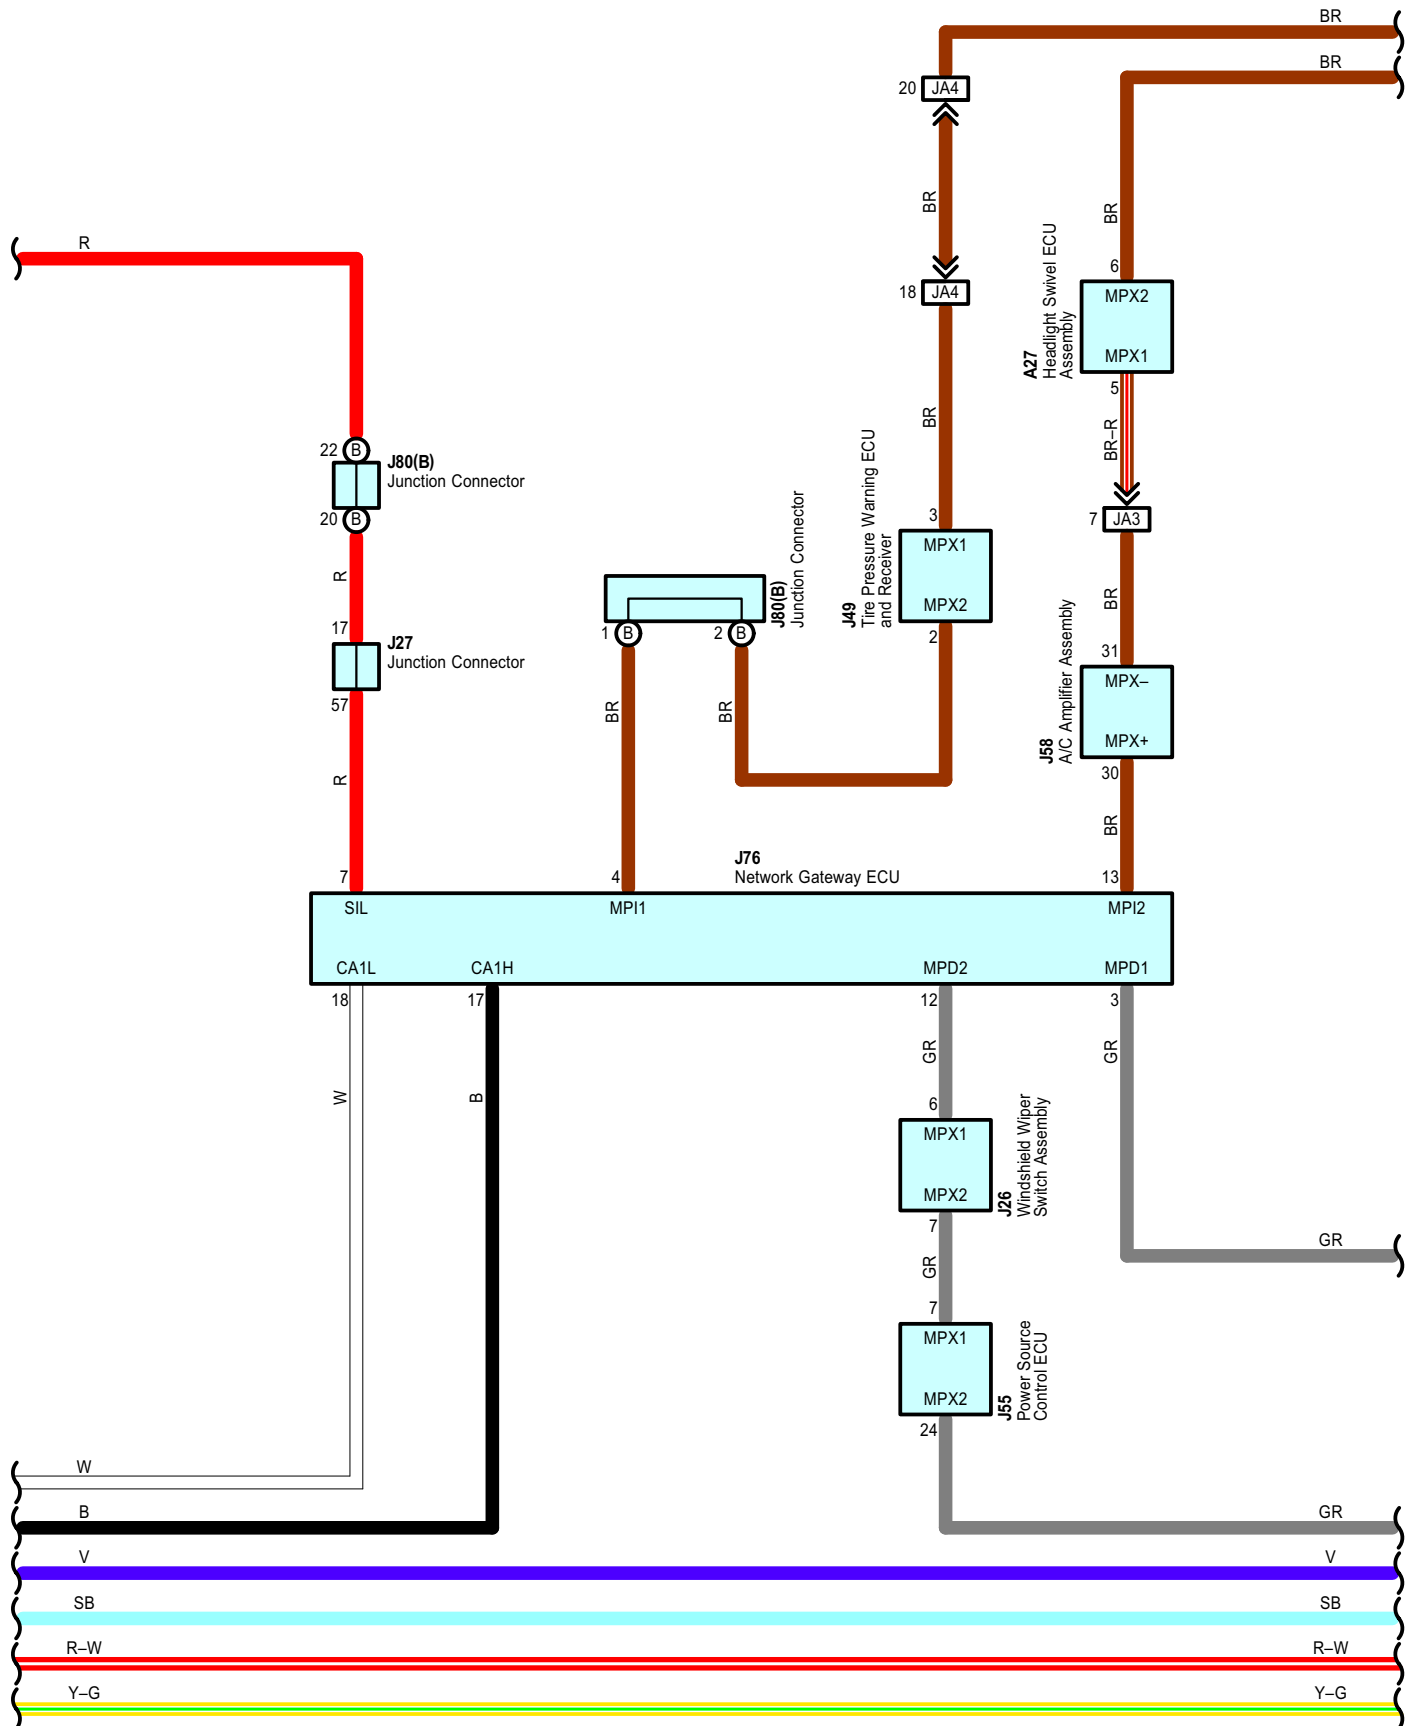 BR
BR
20 JA4
BR
BR
R
6
18 JA4
MPX2
MPX1
A27
Headlight Swivel ECU
Assembly
5
BR
BR–R
22 B
J80(B)
Junction Connector
20 B
3
7 JA3
MPX1
MPX2
J49
Tire Pressure Warning ECU
and Receiver
2
J80(B)
Junction Connector
1 B
2 B
R
17
J27
Junction Connector
57
BR
31
MPX–
MPX+
J58
A/C Amplifier Assembly
30
BR
BR
R
BR
J76
Network Gateway ECU
7
4
13
SIL
MPI1
MPI2
CA1L
CA1H
MPD2
MPD1
18
17
12
3
GR
GR
W
B
6
MPX1
MPX2
J26
Windshield Wiper
Switch Assembly
7
GR
GR
7
MPX1
MPX2
J55
Power Source
Control ECU
24
W
B
GR
V
V
SB
SB
R–W
R–W
Y–G
Y–G